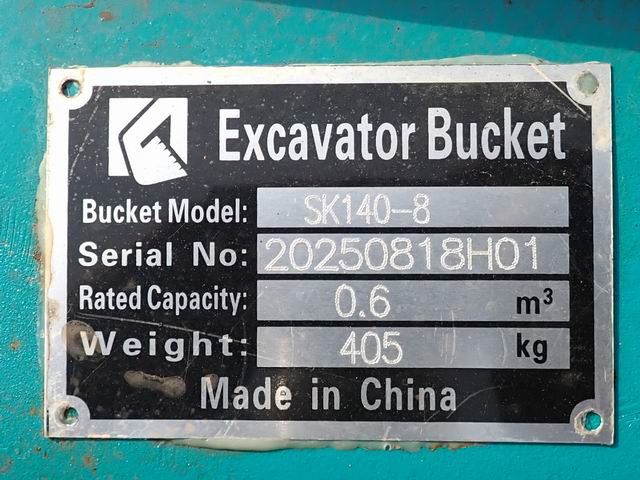 Excavator Bucket
Bucket Model: SK140-8
Serial No: 20250818H01
Rated Capacity: 0.6 m³
Weight: 405 kg
Made in China